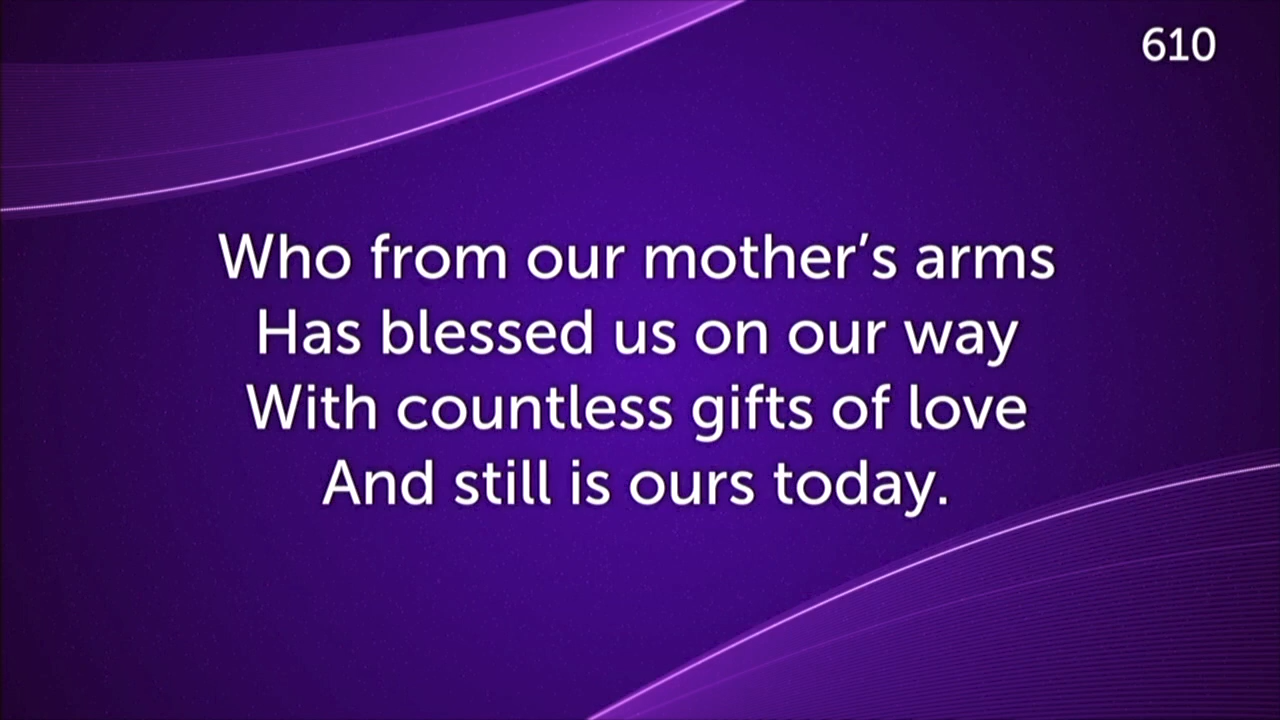 610
Who from our mother’s arms
Has blessed us on our way
With countless gifts of love
And still is ours today.